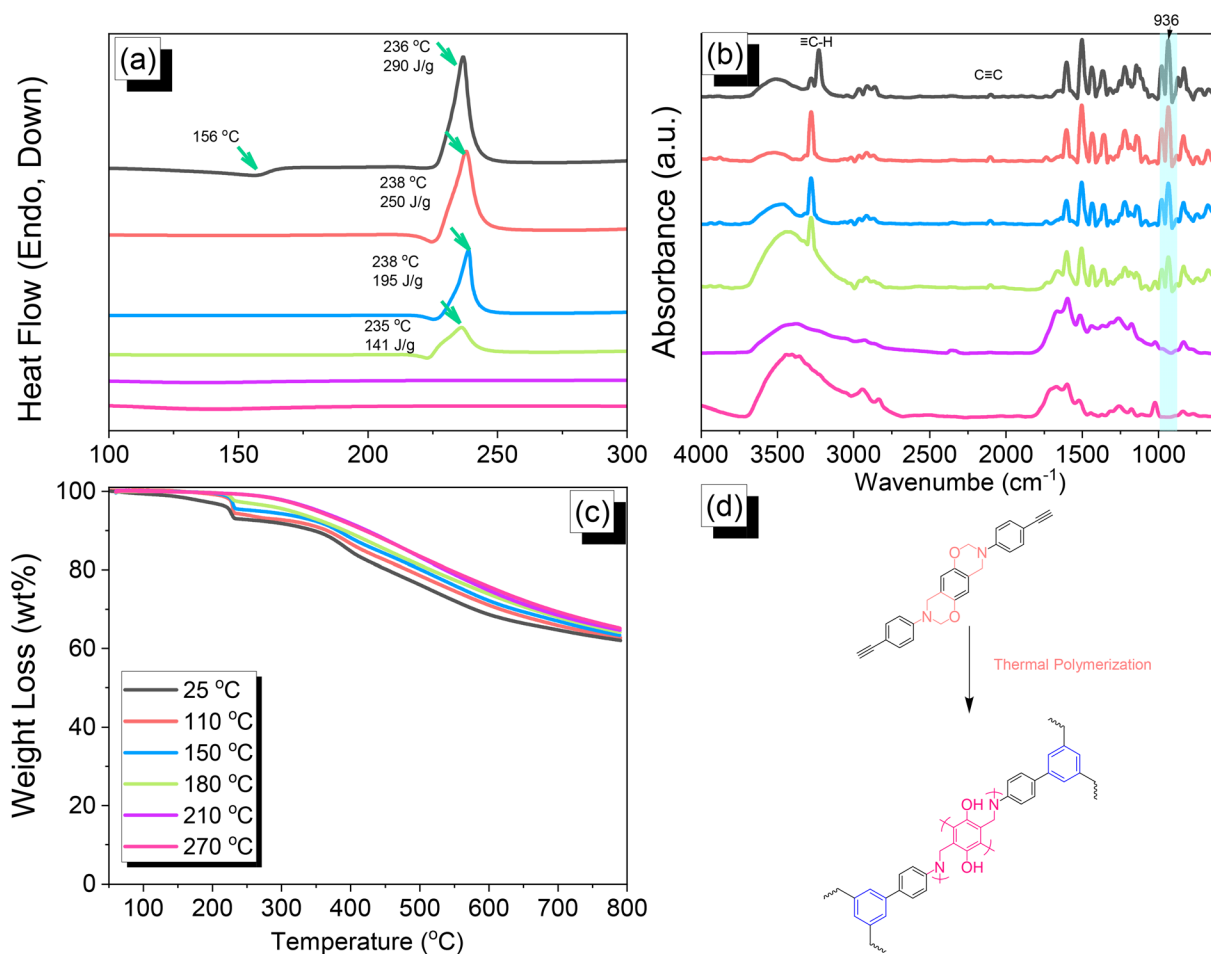 (a)
Heat Flow (Endo, Down)
236 °C
290 J/g
156 °C
238 °C
250 J/g
238 °C
195 J/g
235 °C
141 J/g
100 150 200 250 300
(b)
Absorbance (a.u.)
936
≡C-H
C≡C
4000 3500 3000 2500 2000 1500 1000
Wavenumbe (cm⁻¹)
(c)
Weight Loss (wt%)
100
80
60
40
20
0
25 °C
110 °C
150 °C
180 °C
210 °C
270 °C
100 200 300 400 500 600 700 800
Temperature (°C)
(d)
O N
N O
Thermal Polymerization
OH N
N OH